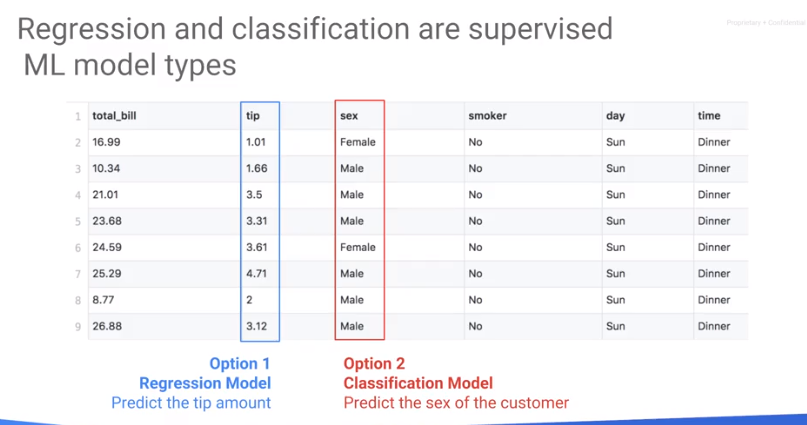 Proprietary + Confidential
Regression and classification are supervised
ML model types
1 total_bill tip sex smoker day time
2 16.99 1.01 Female No Sun Dinner
3 10.34 1.66 Male No Sun Dinner
4 21.01 3.5 Male No Sun Dinner
5 23.68 3.31 Male No Sun Dinner
6 24.59 3.61 Female No Sun Dinner
7 25.29 4.71 Male No Sun Dinner
8 8.77 2 Male No Sun Dinner
9 26.88 3.12 Male No Sun Dinner
Option 1
Regression Model
Predict the tip amount
Option 2
Classification Model
Predict the sex of the customer